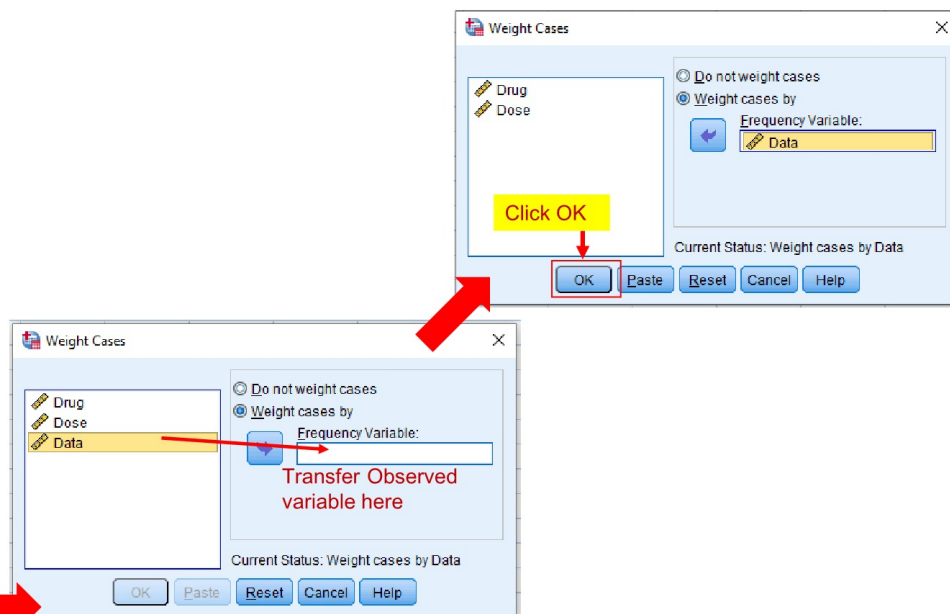 Weight Cases
Drug
Dose
Do not weight cases
Weight cases by
Frequency Variable:
Data
Click OK
Current Status: Weight cases by Data
OK Paste Reset Cancel Help
Weight Cases
Drug
Dose
Data
Do not weight cases
Weight cases by
Frequency Variable:
Transfer Observed
variable here
Current Status: Weight cases by Data
OK Paste Reset Cancel Help